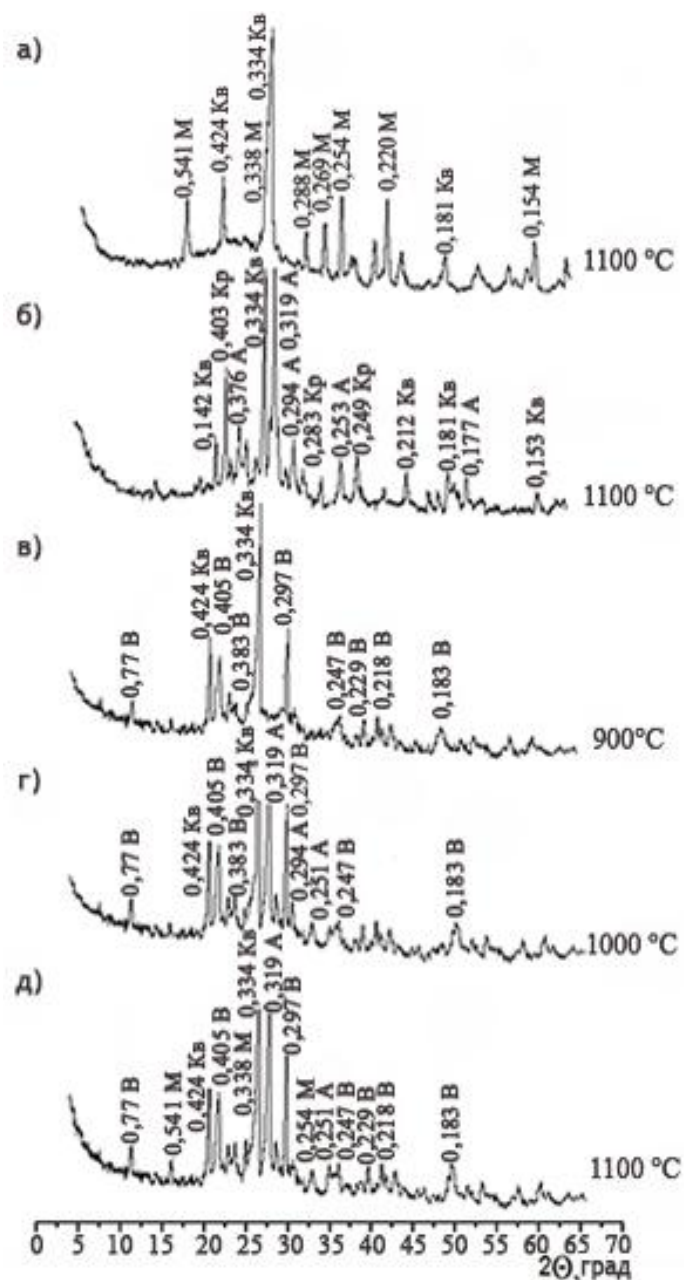 а)
0,541 М
0,424 Кв
0,338 М
0,334 Кв
0,288 М
0,269 М
0,254 М
0,220 М
0,181 Кв
0,154 М
1100 °C
б)
0,142 Кв
0,403 Кр
0,376 А
0,334 Кв
0,319 А
0,294 А
0,283 Кр
0,253 А
0,249 Кр
0,212 Кв
0,181 Кв
0,177 А
0,153 Кв
1100 °C
в)
0,77 В
0,424 Кв
0,405 В
0,383 В
0,334 Кв
0,297 В
0,247 В
0,229 В
0,218 В
0,183 В
900°C
г)
0,77 В
0,424 Кв
0,405 В
0,383 В
0,334 Кв
0,319 А
0,294 А
0,297 В
0,251 А
0,247 В
0,183 В
1000 °C
д)
0,77 В
0,541 М
0,424 Кв
0,405 В
0,338 М
0,334 Кв
0,319 А
0,297 В
0,254 М
0,251 А
0,247 В
0,229 В
0,218 В
0,183 В
1100 °C
0 5 10 15 20 25 30 35 40 45 50 55 60 65 70
2Θ,град